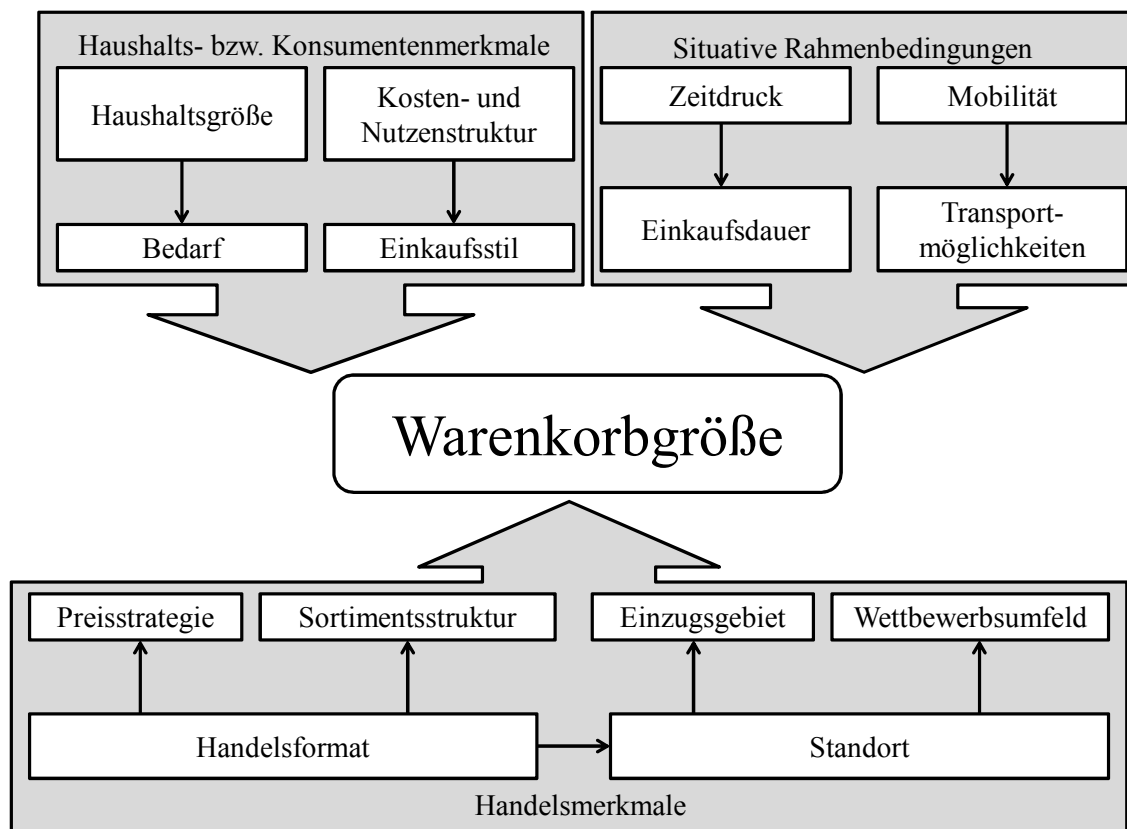 Haushalts- bzw. Konsumentenmerkmale
Haushaltsgröße
Kosten- und
Nutzenstruktur
Bedarf
Einkaufsstil
Situative Rahmenbedingungen
Zeitdruck
Mobilität
Einkaufsdauer
Transport-
möglichkeiten
Warenkorbgröße
Preisstrategie
Sortimentsstruktur
Einzugsgebiet
Wettbewerbsumfeld
Handelsformat
Standort
Handelsmerkmale